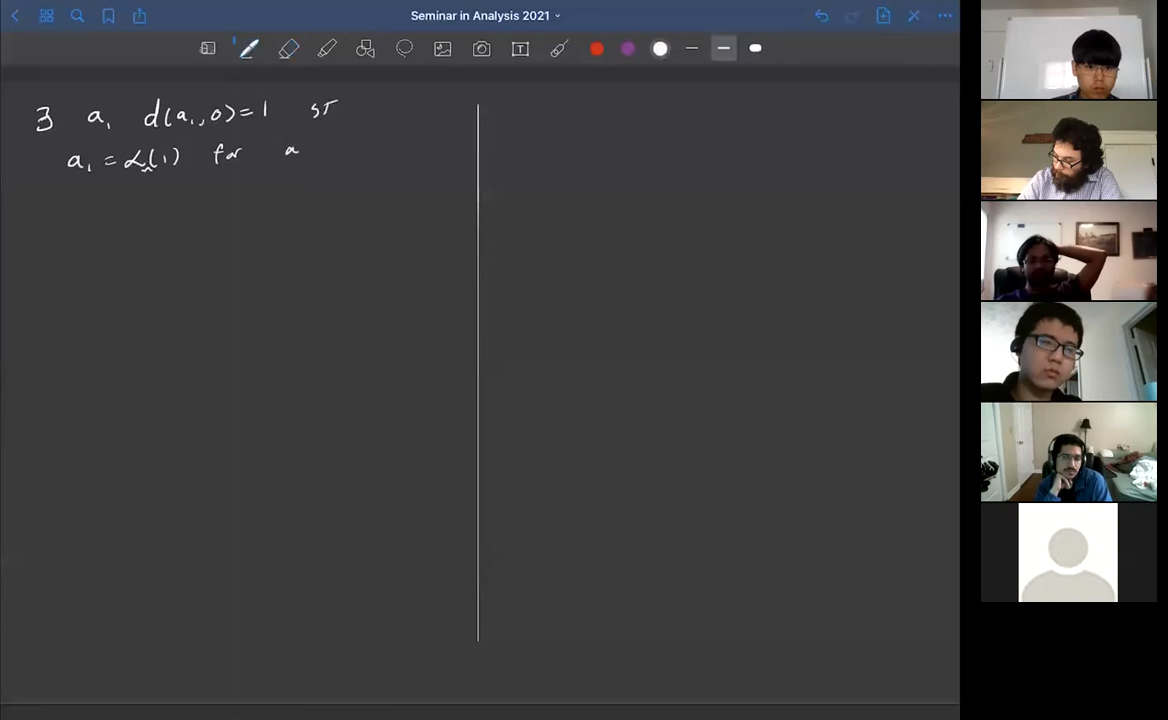 Seminar in Analysis 2021
∃ a₁ d(a₁, 0) = 1 st
a₁ = (1) for a